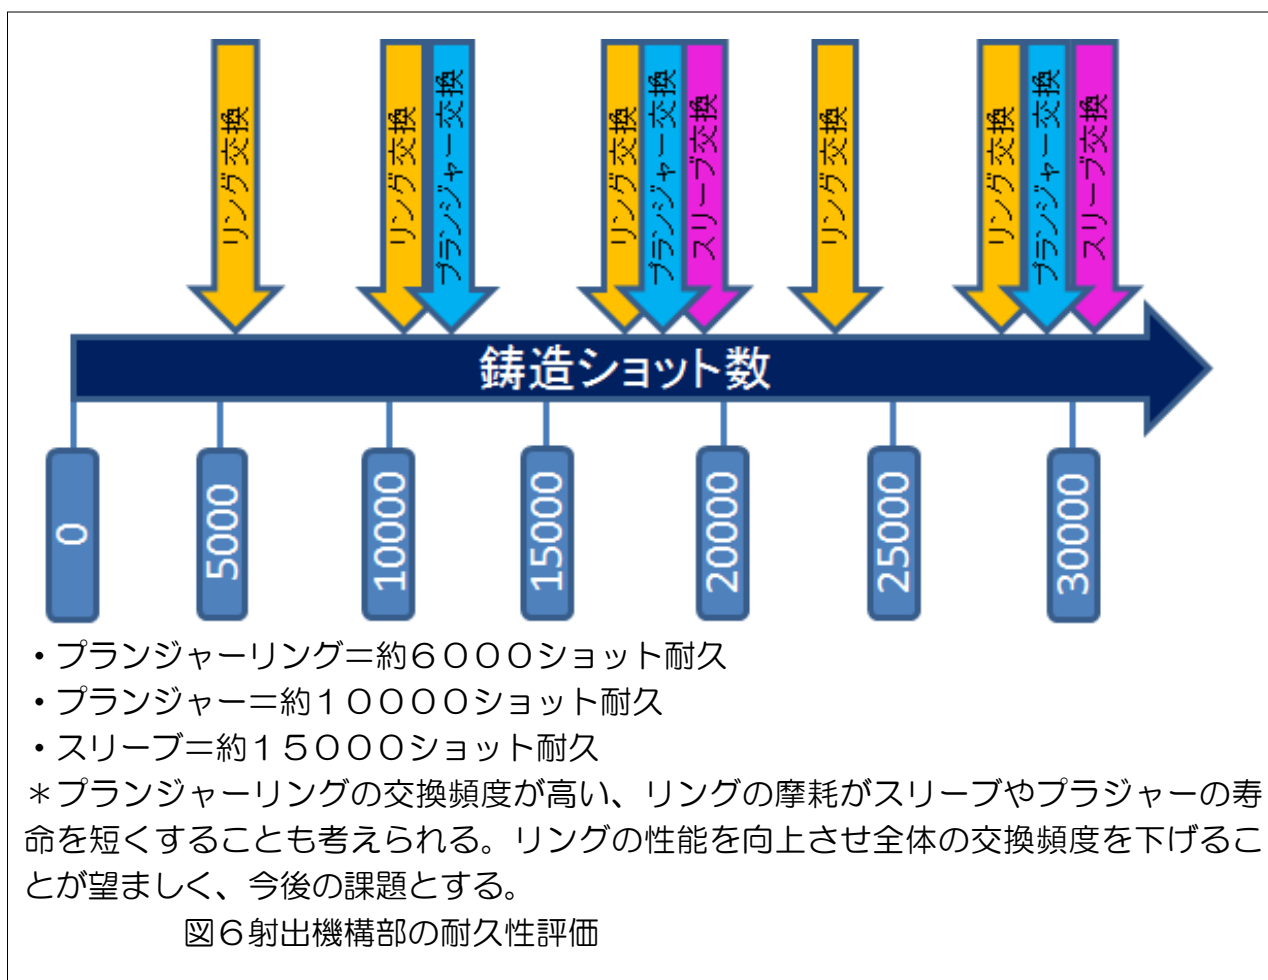 リング交換
リング交換
プランジャー交換
リング交換
プランジャー交換
スリーブ交換
リング交換
リング交換
プランジャー交換
スリーブ交換
鋳造ショット数
0
5000
10000
15000
20000
25000
30000
・プランジャーリング＝約６０００ショット耐久
・プランジャー＝約１００００ショット耐久
・スリーブ＝約１５０００ショット耐久
＊プランジャーリングの交換頻度が高い、リングの摩耗がスリーブやプラジャーの寿
命を短くすることも考えられる。リングの性能を向上させ全体の交換頻度を下げるこ
とが望ましく、今後の課題とする。
図６射出機構部の耐久性評価